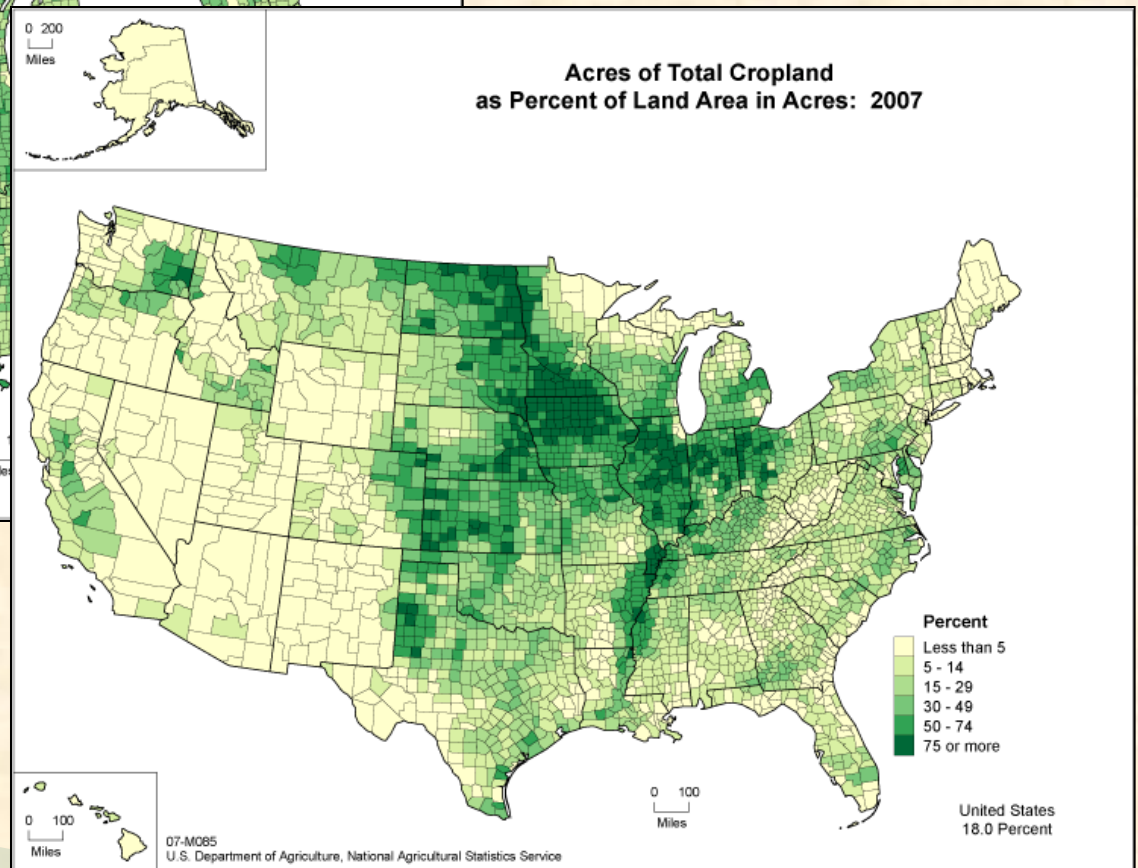 0 200
Miles
Acres of Total Cropland
as Percent of Land Area in Acres: 2007
Percent
Less than 5
5 - 14
15 - 29
30 - 49
50 - 74
75 or more
0 100
Miles
United States
18.0 Percent
0 100
Miles
07-M085
U.S. Department of Agriculture, National Agricultural Statistics Service